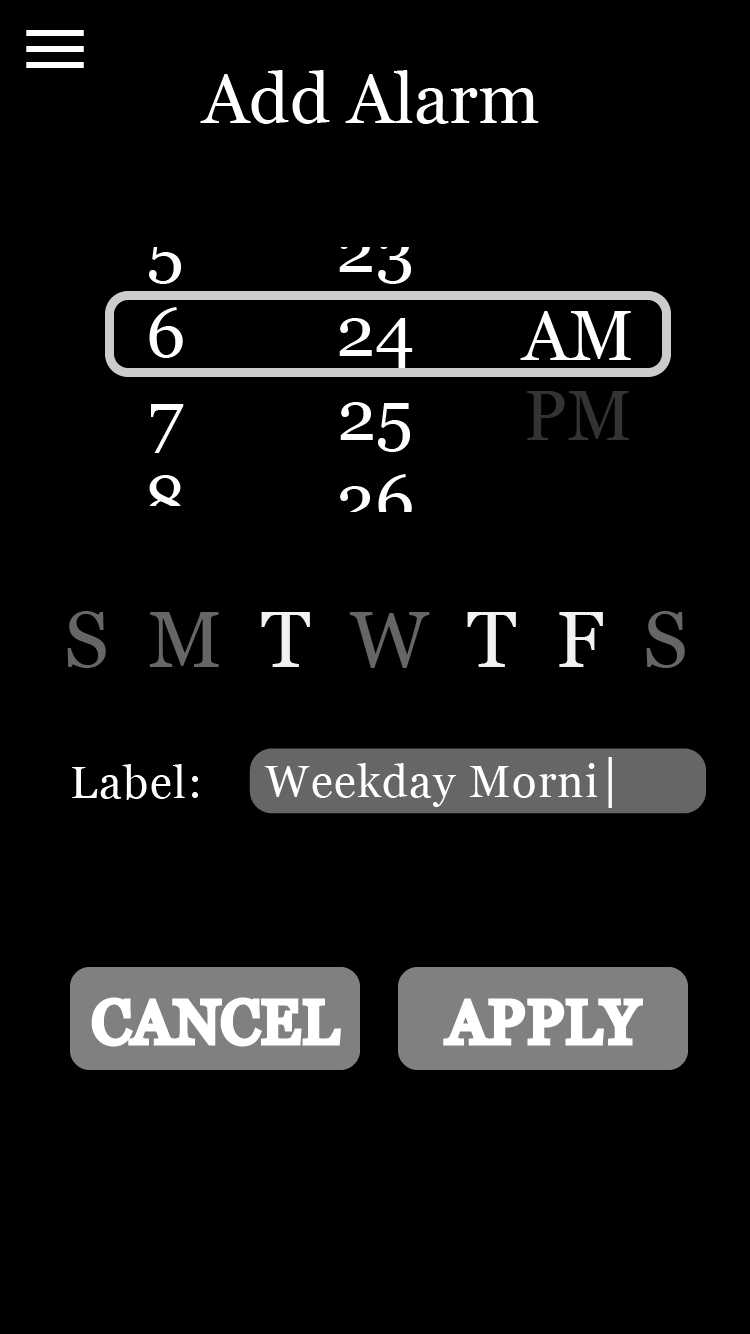 Add Alarm
5 23
6 24 AM
7 25 PM
8 26
S M T W T F S
Label: Weekday Morni
CANCEL APPLY